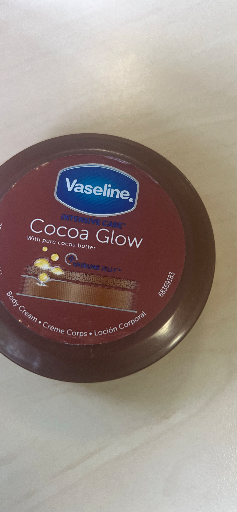 Vaseline.
Cocoa Glow
With pure cocoa butter
Body Cream • Crème Corps • Loción Corporal